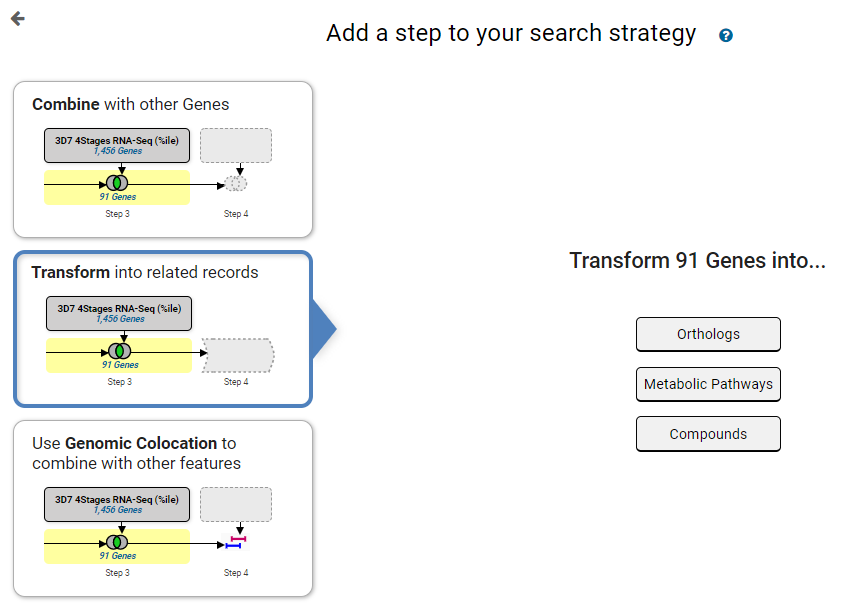 Add a step to your search strategy ?
Combine with other Genes
3D7 4Stages RNA-Seq (%ile)
1,456 Genes
91 Genes
Step 3
Step 4
Transform into related records
3D7 4Stages RNA-Seq (%ile)
1,456 Genes
91 Genes
Step 3
Step 4
Use Genomic Colocation to
combine with other features
3D7 4Stages RNA-Seq (%ile)
1,456 Genes
91 Genes
Step 3
Step 4
Transform 91 Genes into...
Orthologs
Metabolic Pathways
Compounds